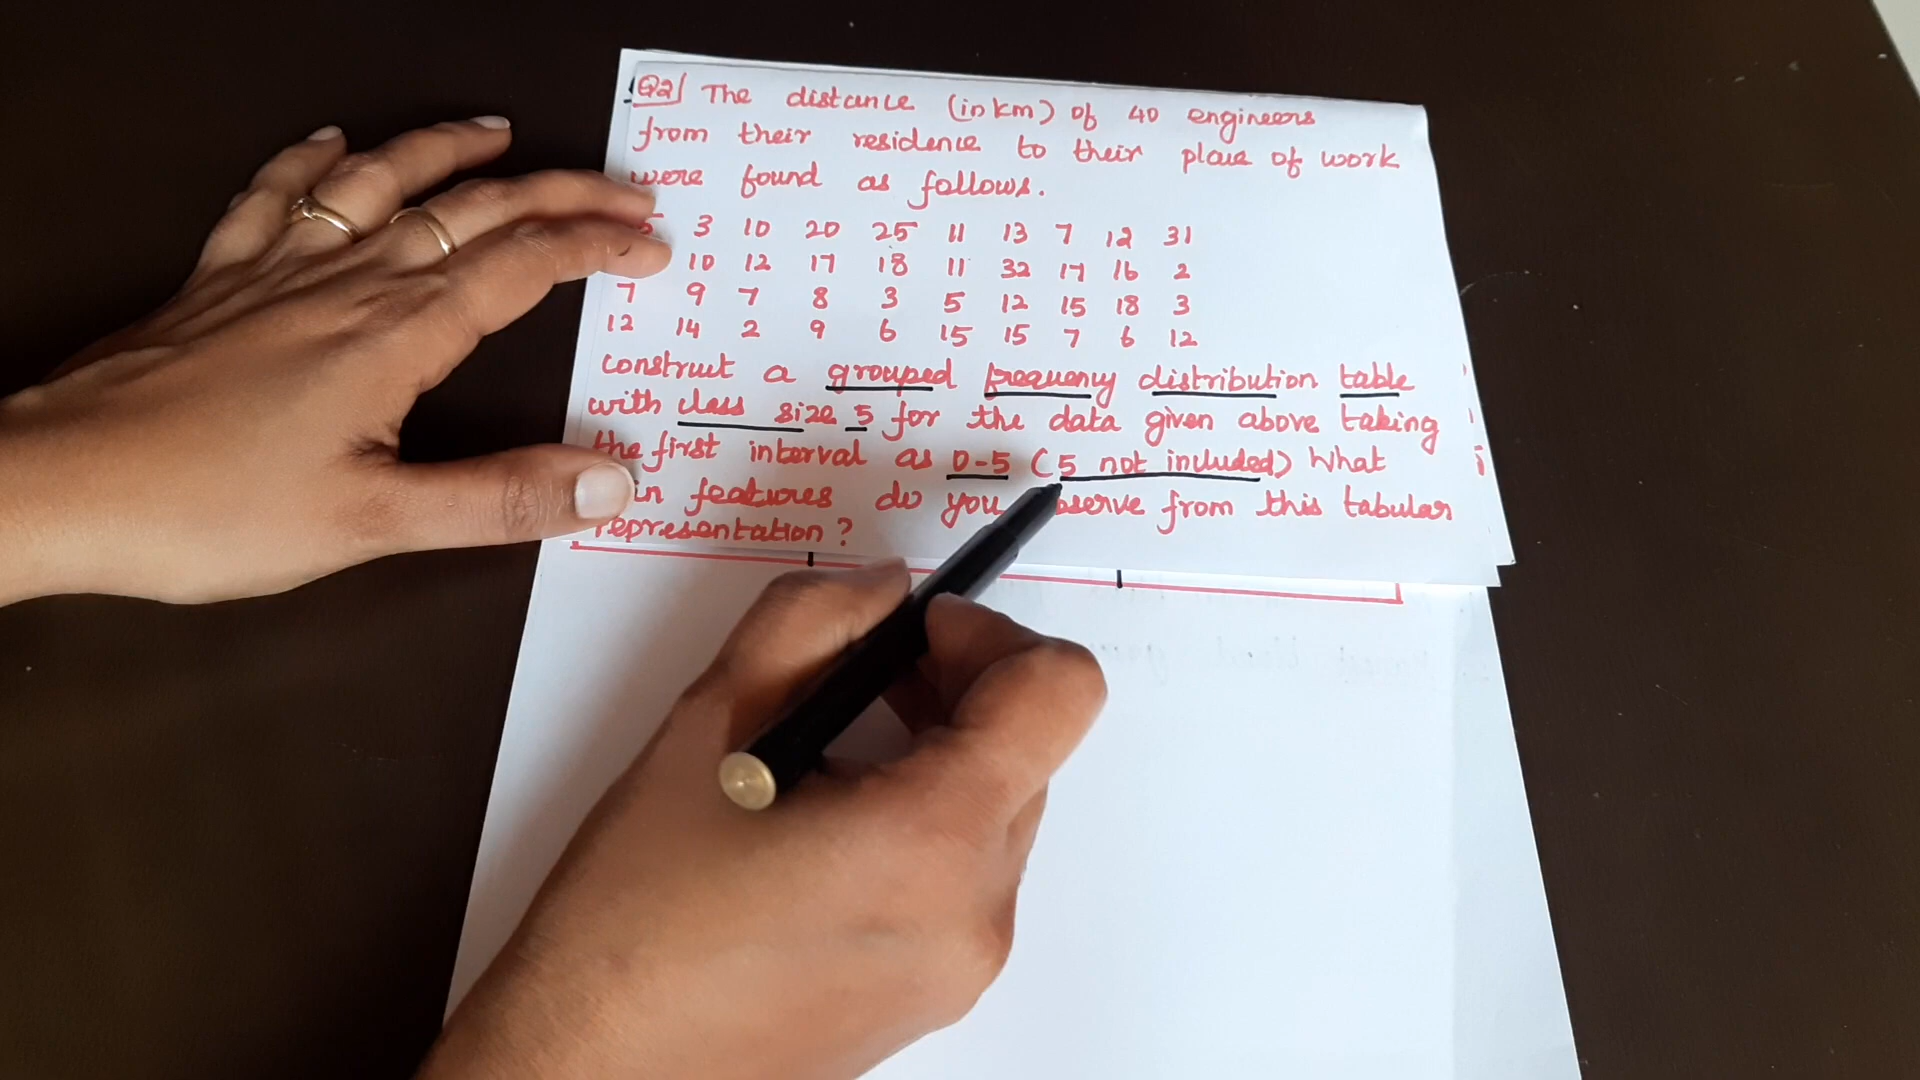 Q2 The distance (in km) of 40 engineers
from their residence to their place of work
were found as follows.
5 3 10 20 25 11 13 7 12 31
10 12 17 18 11 32 17 16 2
7 9 7 8 3 5 12 15 18 3
12 14 2 9 6 15 15 7 6 12
construct a grouped frequency distribution table
with class size 5 for the data given above taking
the first interval as 0-5 (5 not included) What
in features do you serve from this tabular
representation?